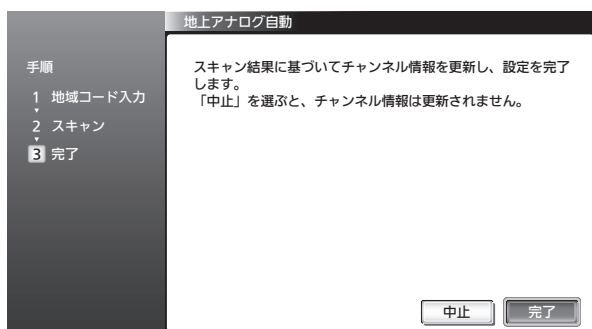 地上アナログ自動
手順
1 地域コード入力
2 スキャン
3 完了
スキャン結果に基づいてチャンネル情報を更新し、設定を完了
します。
「中止」を選ぶと、チャンネル情報は更新されません。
中止
完了